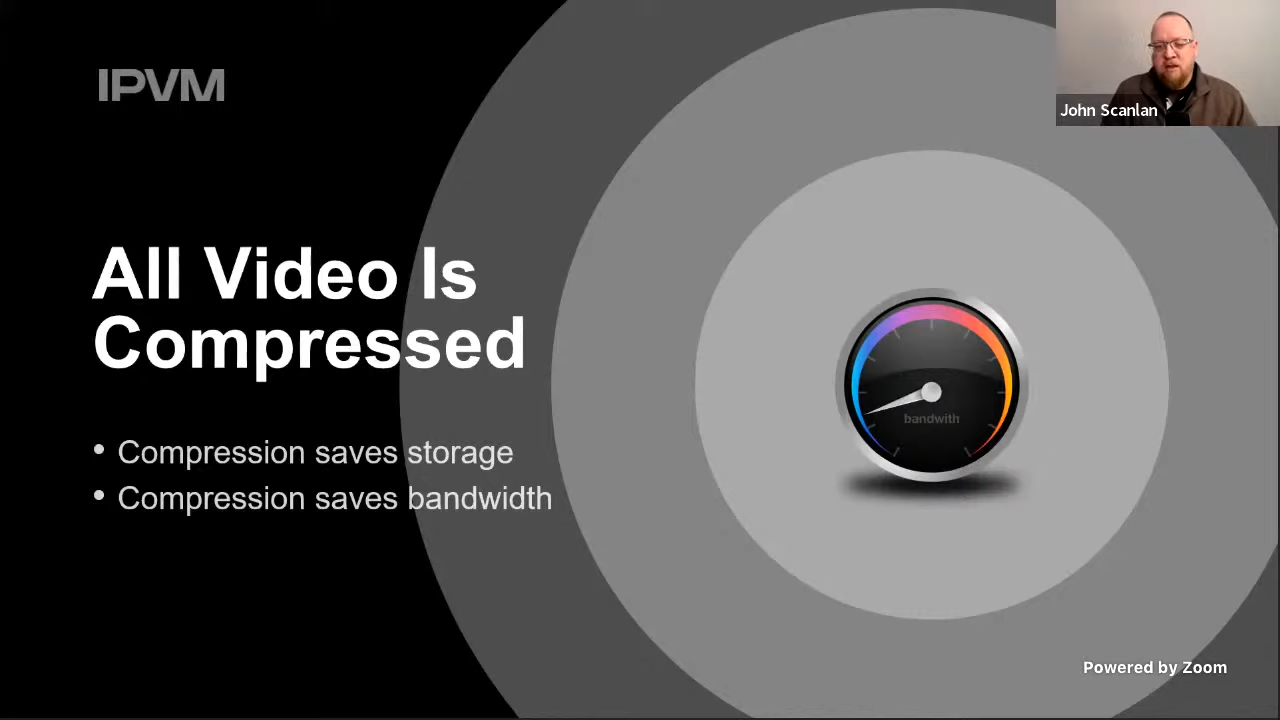 IPVM
John Scanlan
All Video Is
Compressed
• Compression saves storage
• Compression saves bandwidth
bandwith
Powered by Zoom